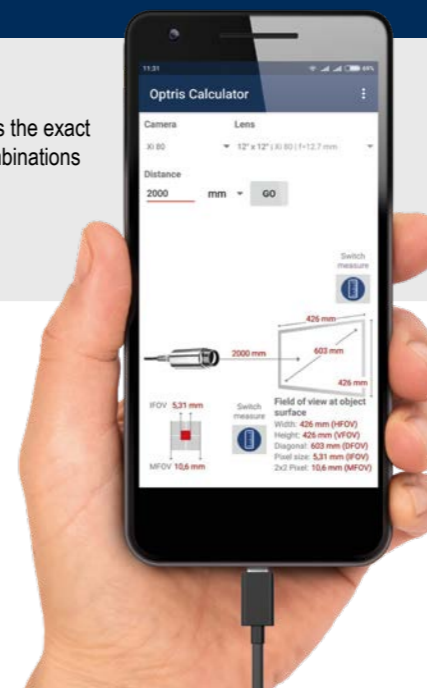 s the exact
nbinations
11:31
69%
Optris Calculator
Camera Lens
Xi 80 12° x 12° | Xi 80 | f=12.7 mm
Distance
2000 mm GO
Switch
measure
426 mm
2000 mm
603 mm
426 mm
IFOV 5,31 mm
Switch
measure
MFOV 10,6 mm
Field of view at object
surface
Width: 426 mm (HFOV)
Height: 426 mm (VFOV)
Diagonal: 603 mm (DFOV)
Pixel size: 5,31 mm (IFOV)
2x2 Pixel: 10,6 mm (MFOV)